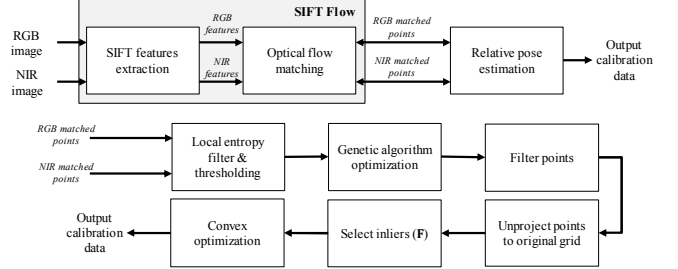 SIFT Flow
RGB
image
NIR
image
SIFT features
extraction
RGB
features
NIR
features
Optical flow
matching
RGB matched
points
NIR matched
points
Relative pose
estimation
Output
calibration
data
RGB matched
points
NIR matched
points
Local entropy
filter &
thresholding
Genetic algorithm
optimization
Filter points
Unproject points
to original grid
Select inliers (F)
Convex
optimization
Output
calibration
data